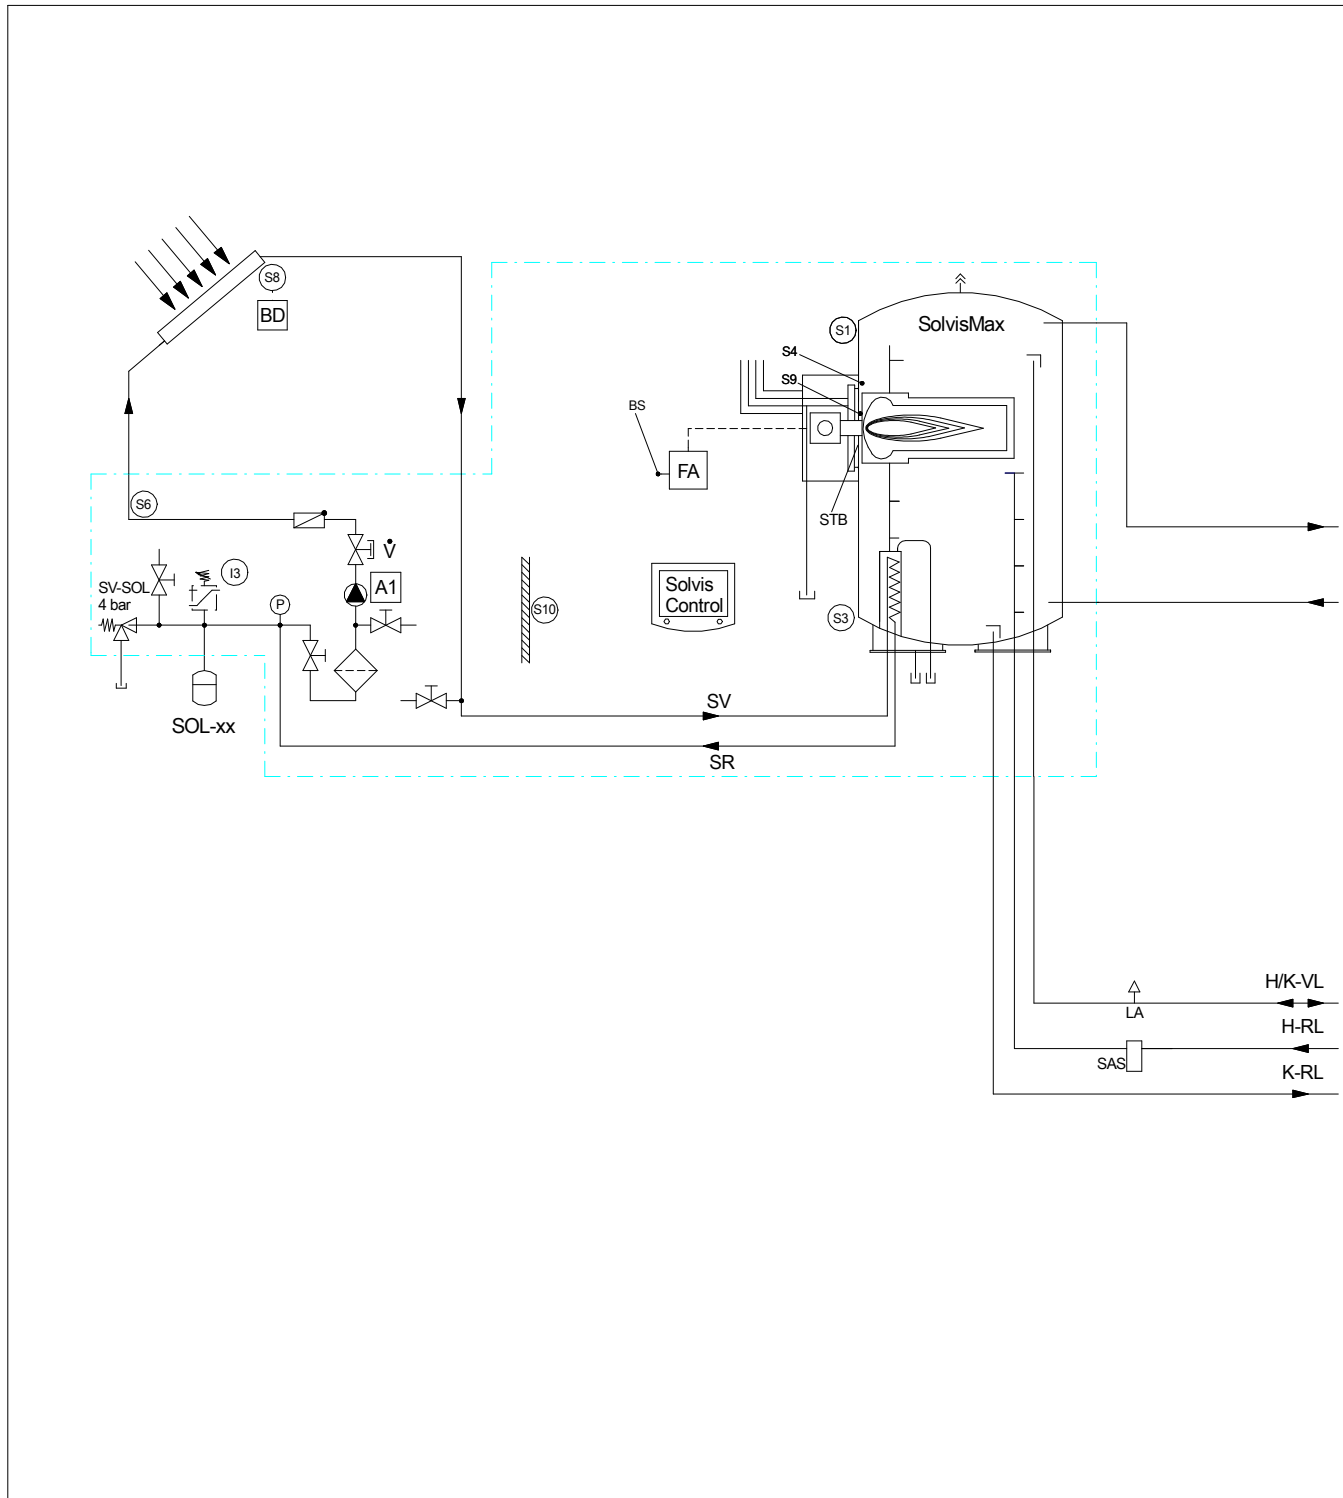 S8
BD
S1
SolvisMax
S4
S9
BS
FA
STB
S6
V̇
I3
SV-SOL
4 bar
P
A1
S10
Solvis
Control
S3
SOL-xx
SV
SR
H/K-VL
LA
H-RL
SAS
K-RL